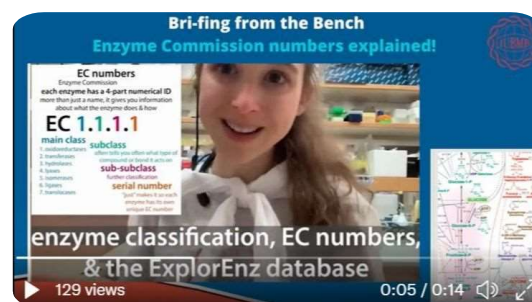 Bri-fing from the Bench
Enzyme Commission numbers explained!
EC numbers
Enzyme Commission
each enzyme has a 4-part numerical ID
more than just a name, it gives you information
about what the enzyme does & how
EC 1.1.1.1
main class
1. oxidoreductases
2. transferases
3. hydrolases
4. lyases
5. isomerases
6. ligases
7. translocases
subclass
often tells you often what type of
compound or bond it acts on
sub-subclass
further classification
serial number
"just" makes it so each
enzyme has its own
unique EC number
enzyme classification, EC numbers,
& the ExplorEnz database
129 views
0:05 / 0:14